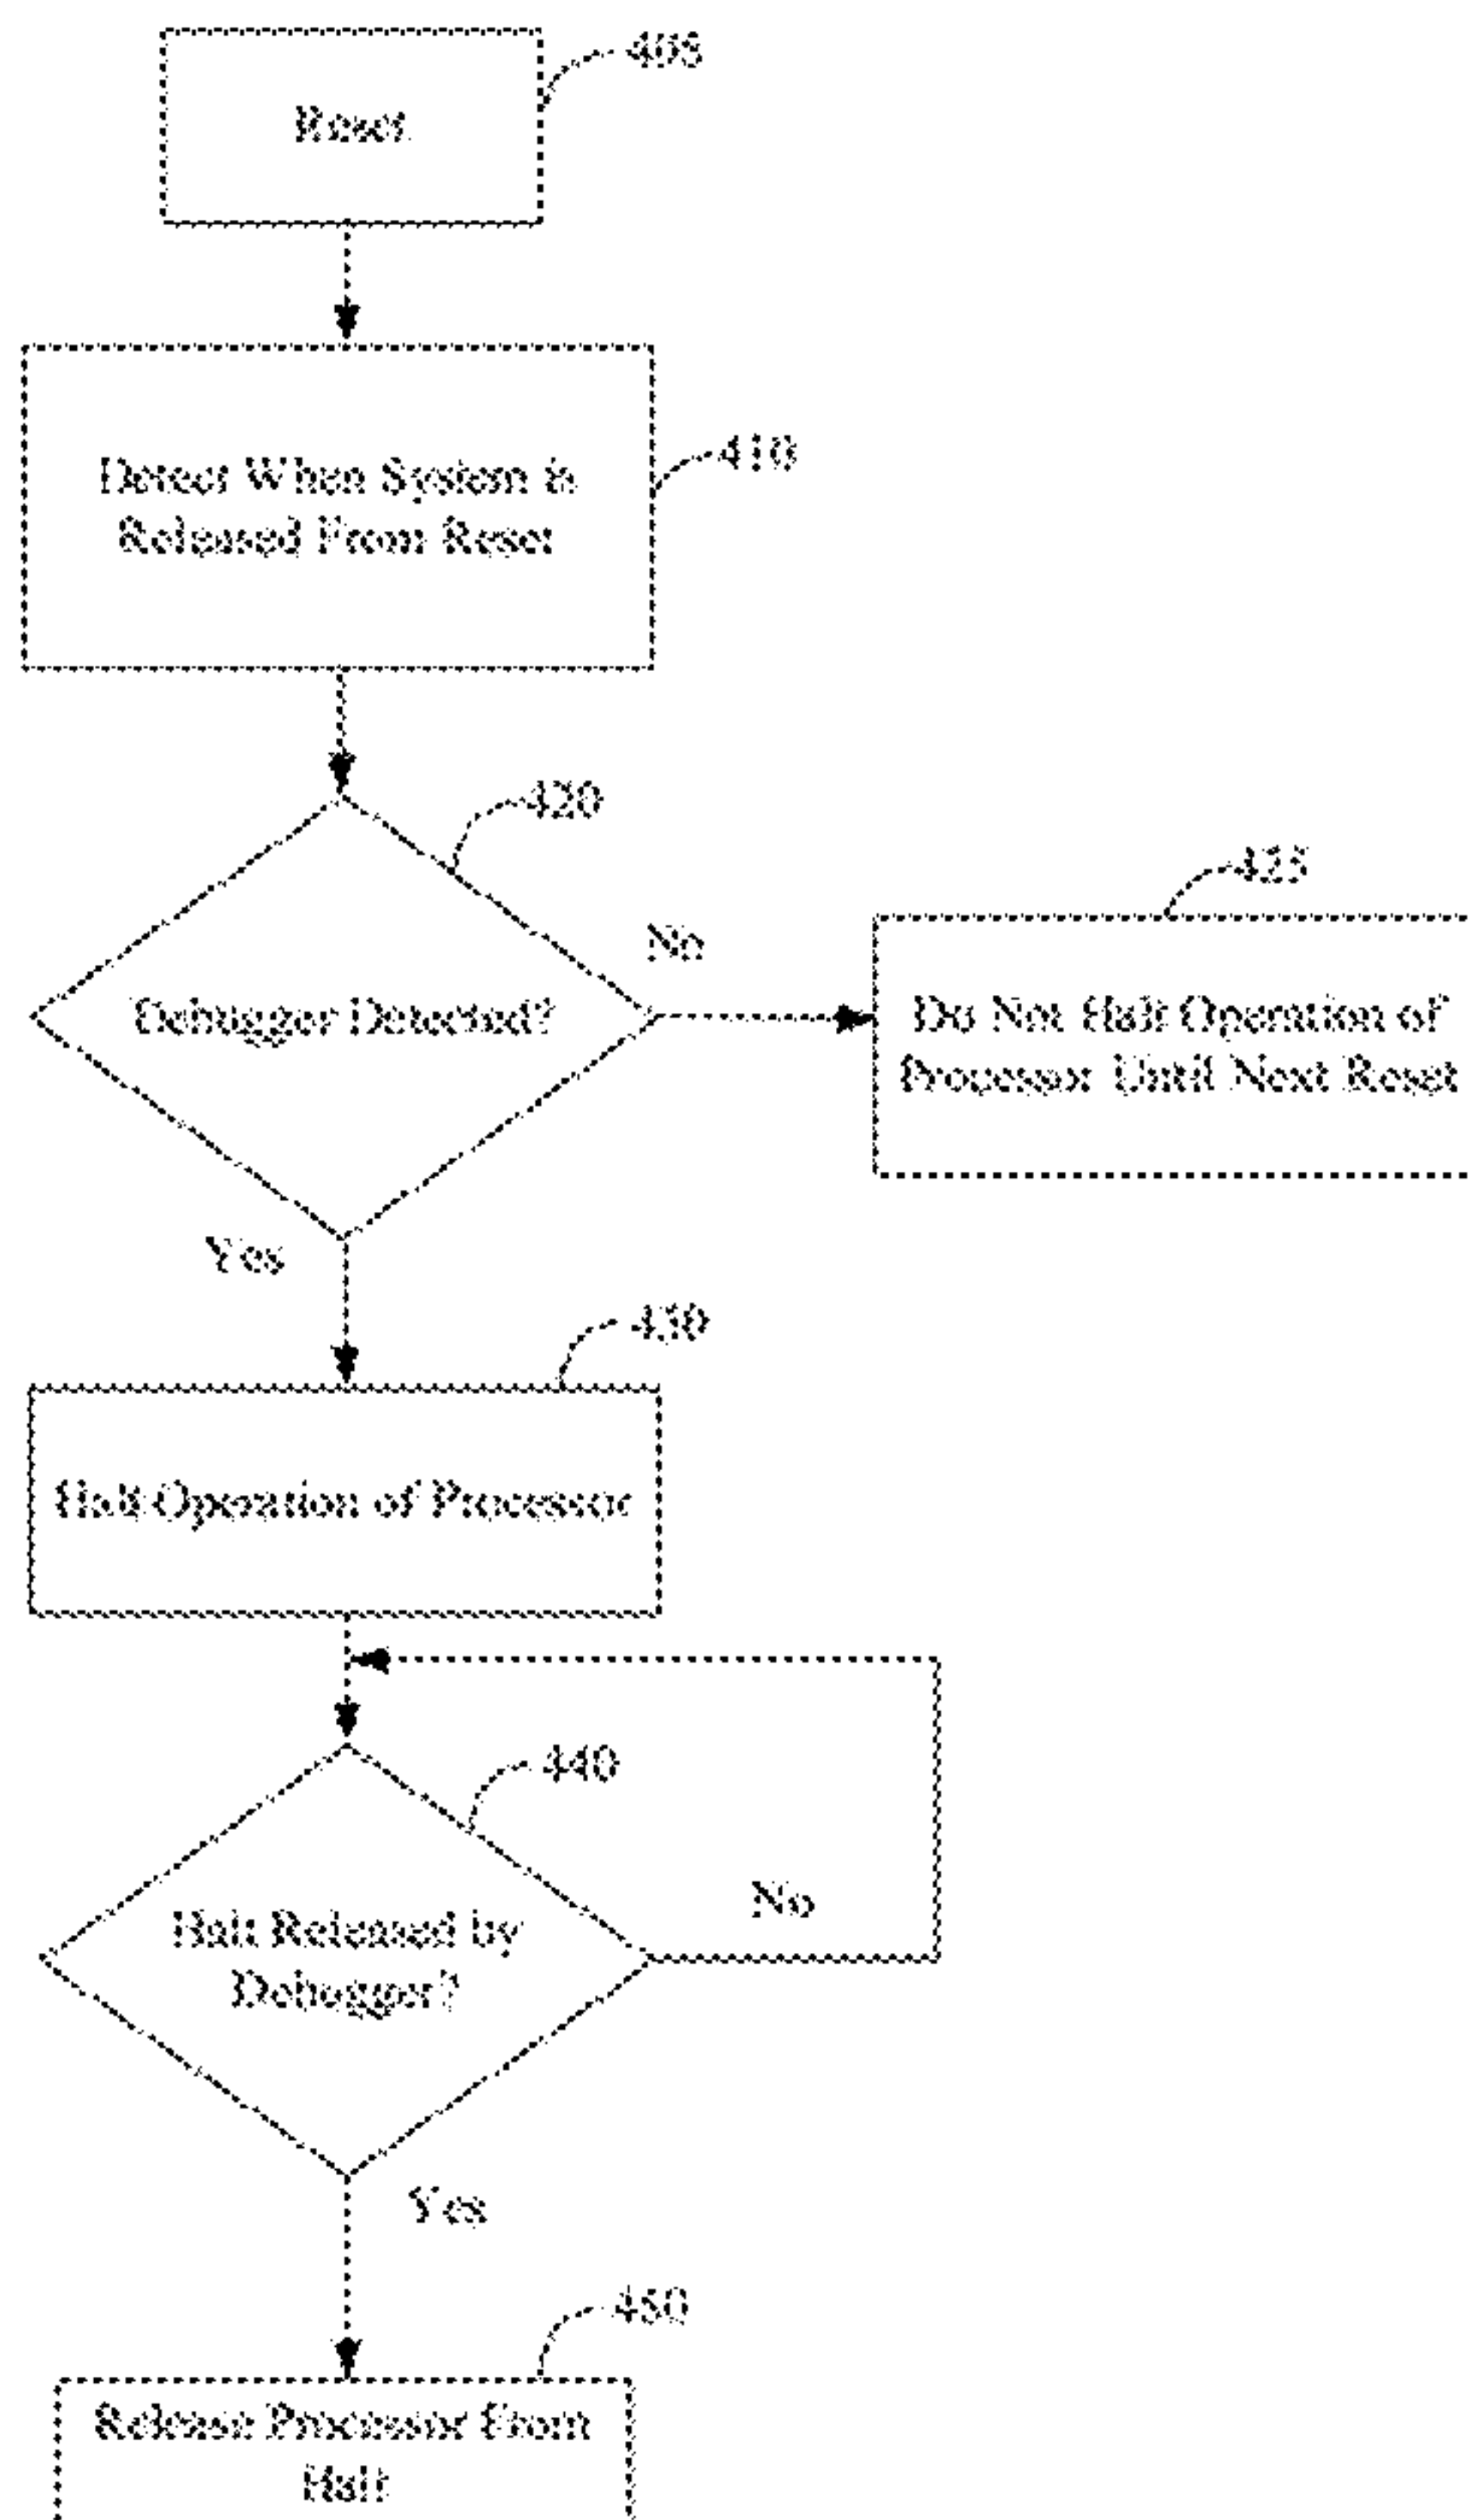 Reset
405
Detect When System is
Released From Reset
410
420
Debugger Detected?
No
425
Do Not Halt Operation of
Processor Until Next Reset
Yes
430
Halt Operation of Processor
440
Halt Released by
Debugger?
No
Yes
450
Release Processor From
Halt